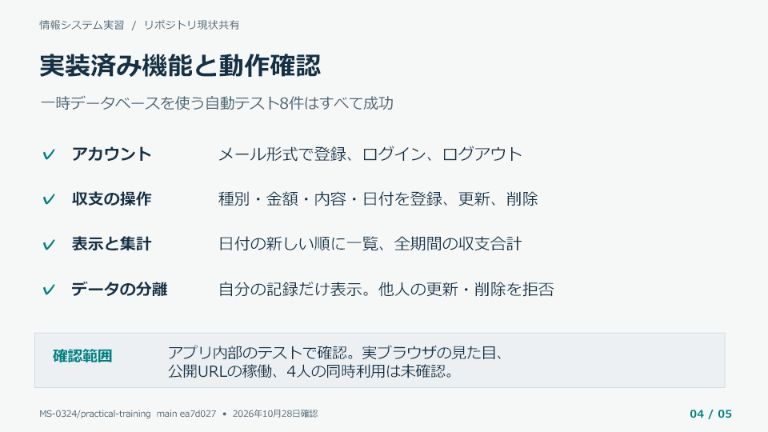 情報システム実習 / リポジトリ現状共有
実装済み機能と動作確認
一時データベースを使う自動テスト8件はすべて成功
✓ アカウント メール形式で登録、ログイン、ログアウト
✓ 収支の操作 種別・金額・内容・日付を登録、更新、削除
✓ 表示と集計 日付の新しい順に一覧、全期間の収支合計
✓ データの分離 自分の記録だけ表示。他人の更新・削除を拒否
確認範囲 アプリ内部のテストで確認。実ブラウザの見た目、
公開URLの稼働、4人の同時利用は未確認。
MS-0324/practical-training main ea7d027 • 2026年10月28日確認 04 / 05